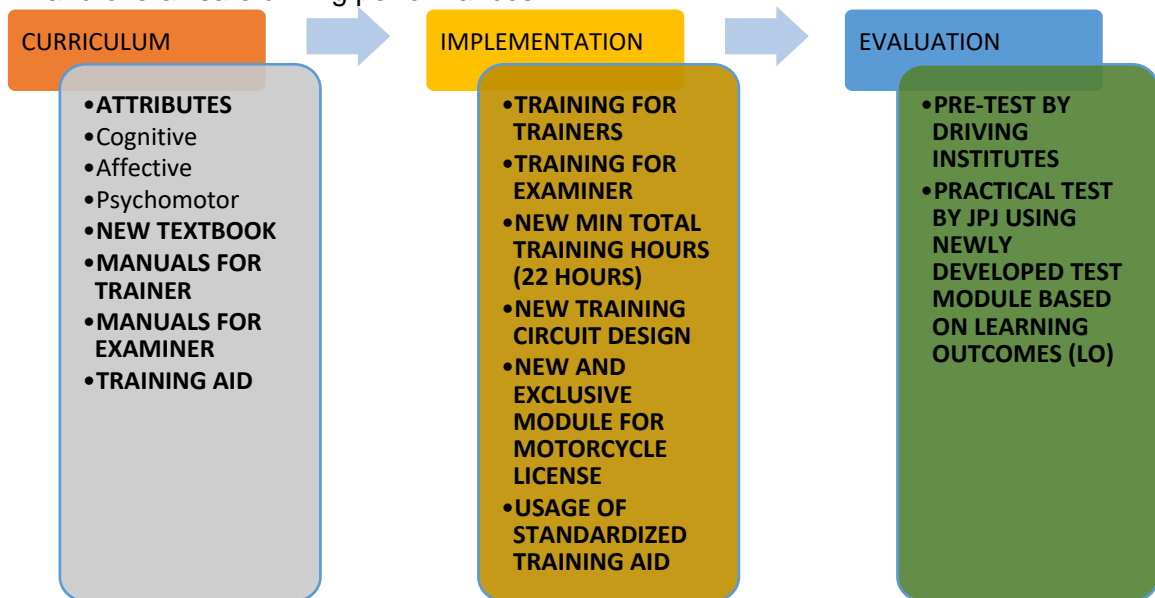 driving performances
CURRICULUM
•ATTRIBUTES
•Cognitive
•Affective
•Psychomotor
•NEW TEXTBOOK
•MANUALS FOR
TRAINER
•MANUALS FOR
EXAMINER
•TRAINING AID
IMPLEMENTATION
•TRAINING FOR
TRAINERS
•TRAINING FOR
EXAMINER
•NEW MIN TOTAL
TRAINING HOURS
(22 HOURS)
•NEW TRAINING
CIRCUIT DESIGN
•NEW AND
EXCLUSIVE
MODULE FOR
MOTORCYCLE
LICENSE
•USAGE OF
STANDARDIZED
TRAINING AID
EVALUATION
•PRE-TEST BY
DRIVING
INSTITUTES
•PRACTICAL TEST
BY JPJ USING
NEWLY
DEVELOPED TEST
MODULE BASED
ON LEARNING
OUTCOMES (LO)